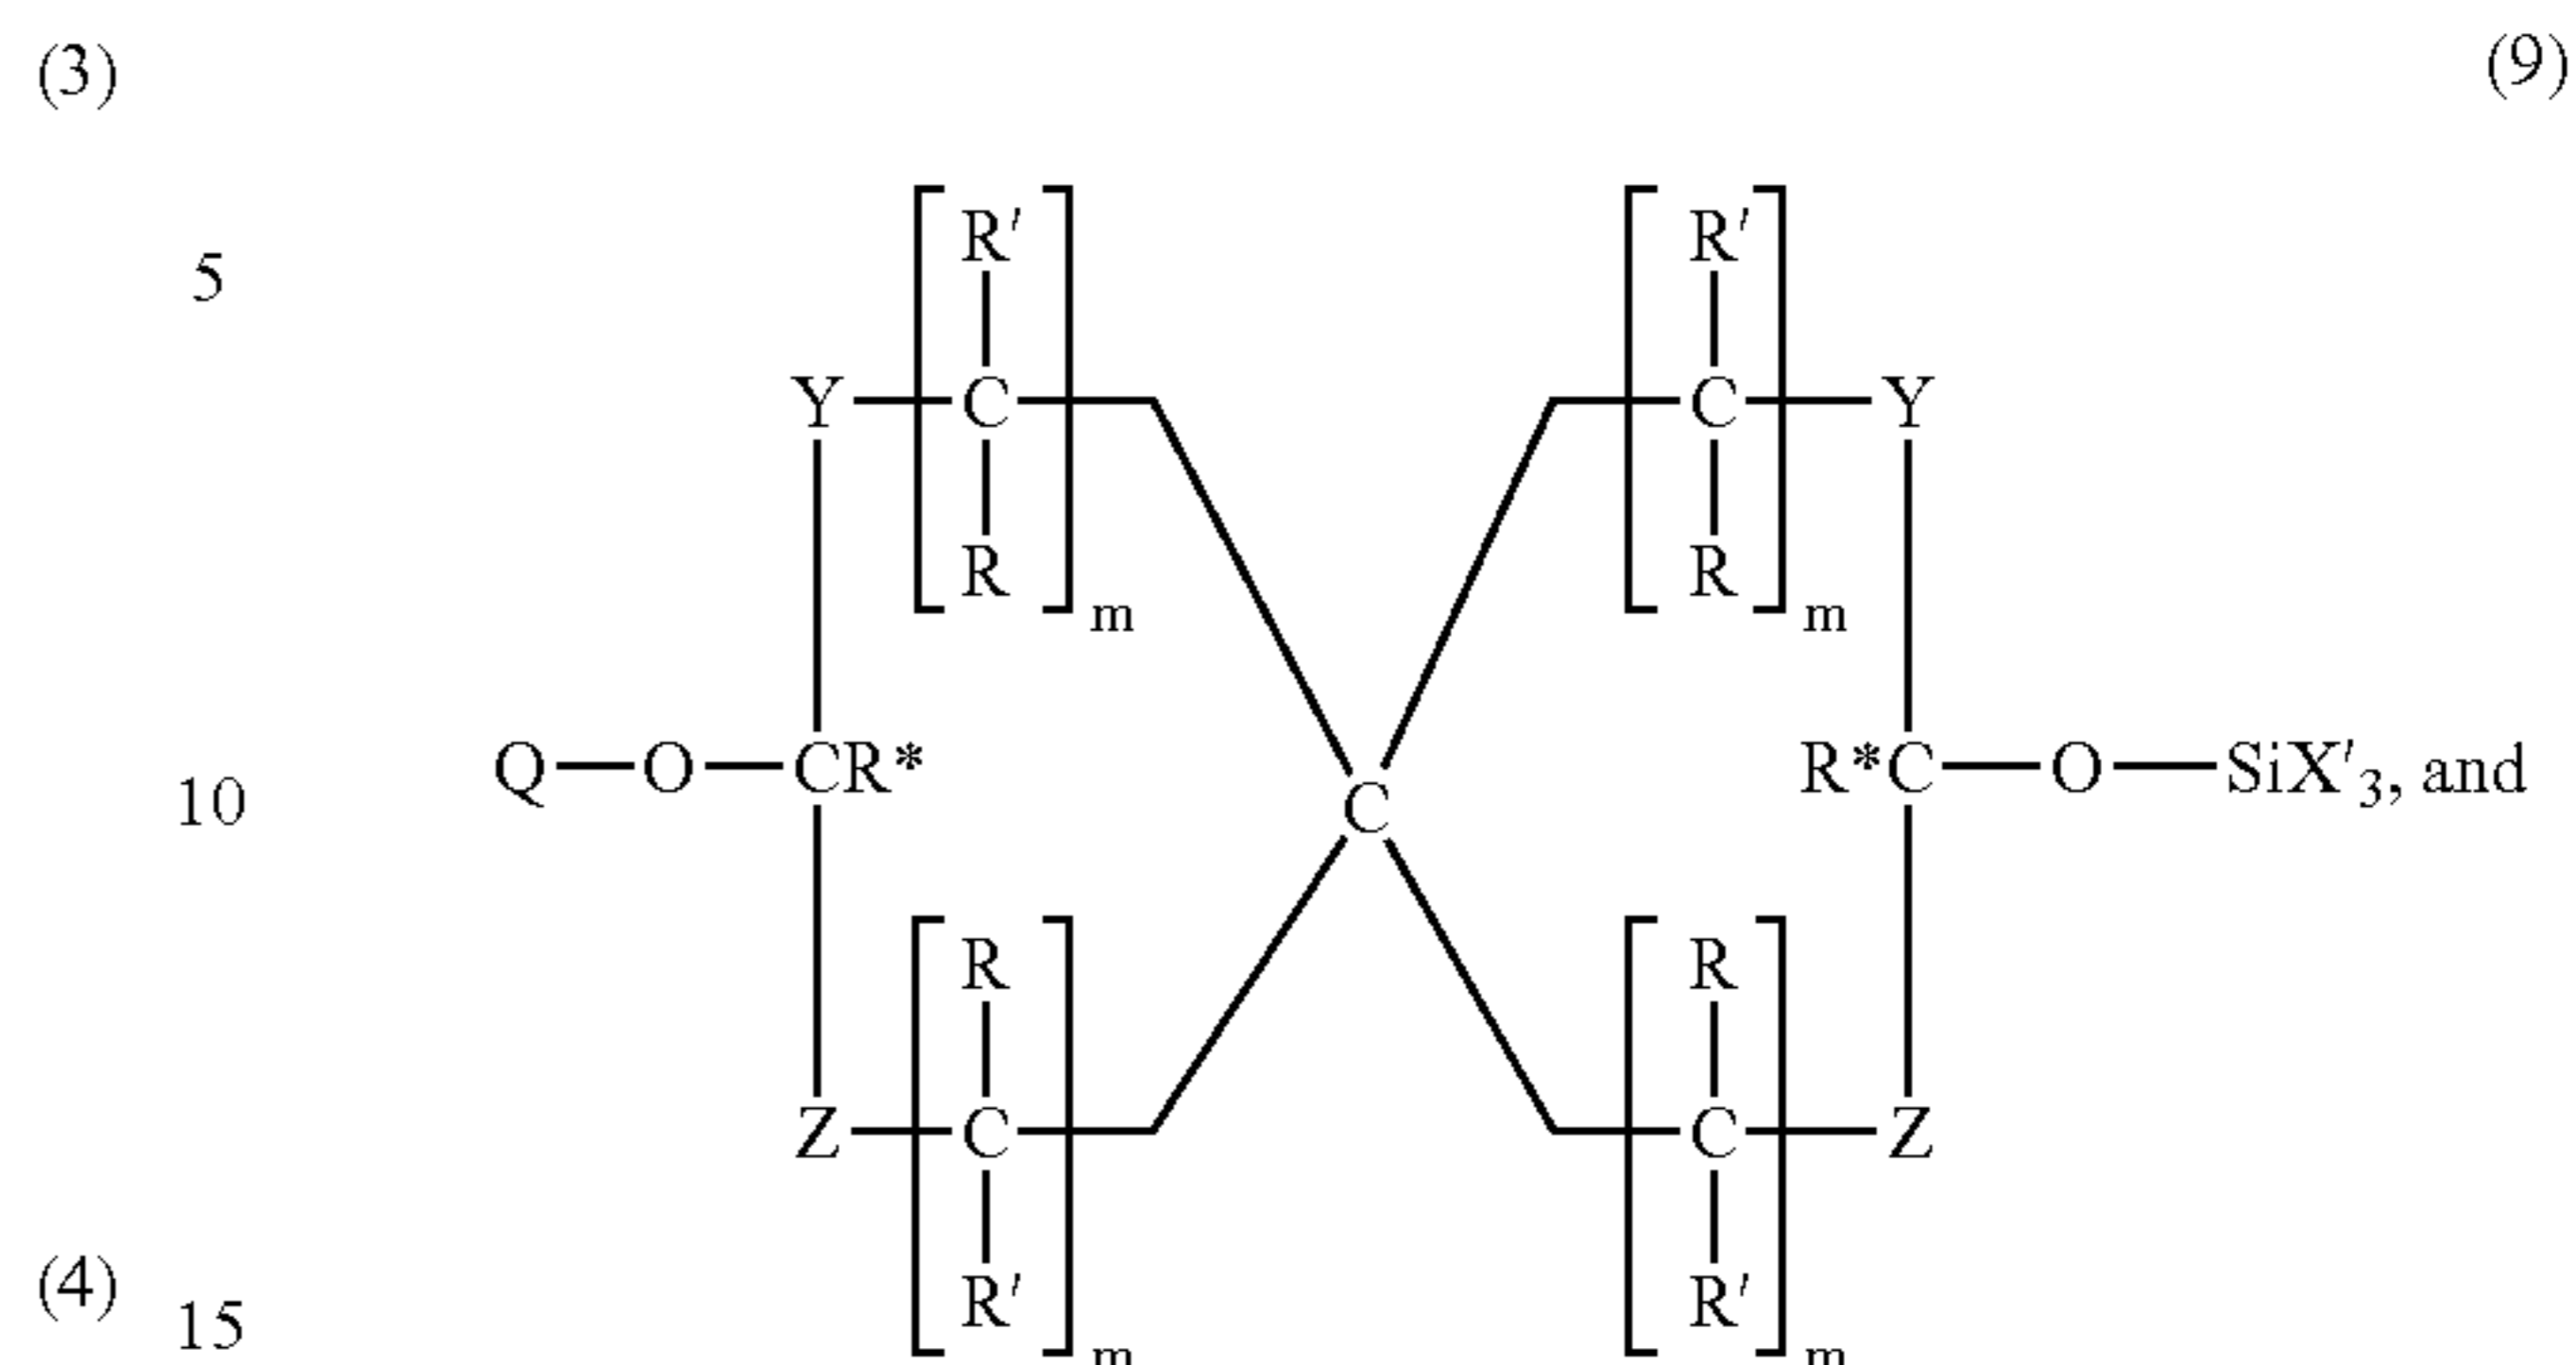 (3) (9)
R' R'
5
Y C C Y
R R
m m
Q—O—CR* R*C—O—SiX'3, and
10 C
R R
Z C C Z
R' R'
(4) 15
m m